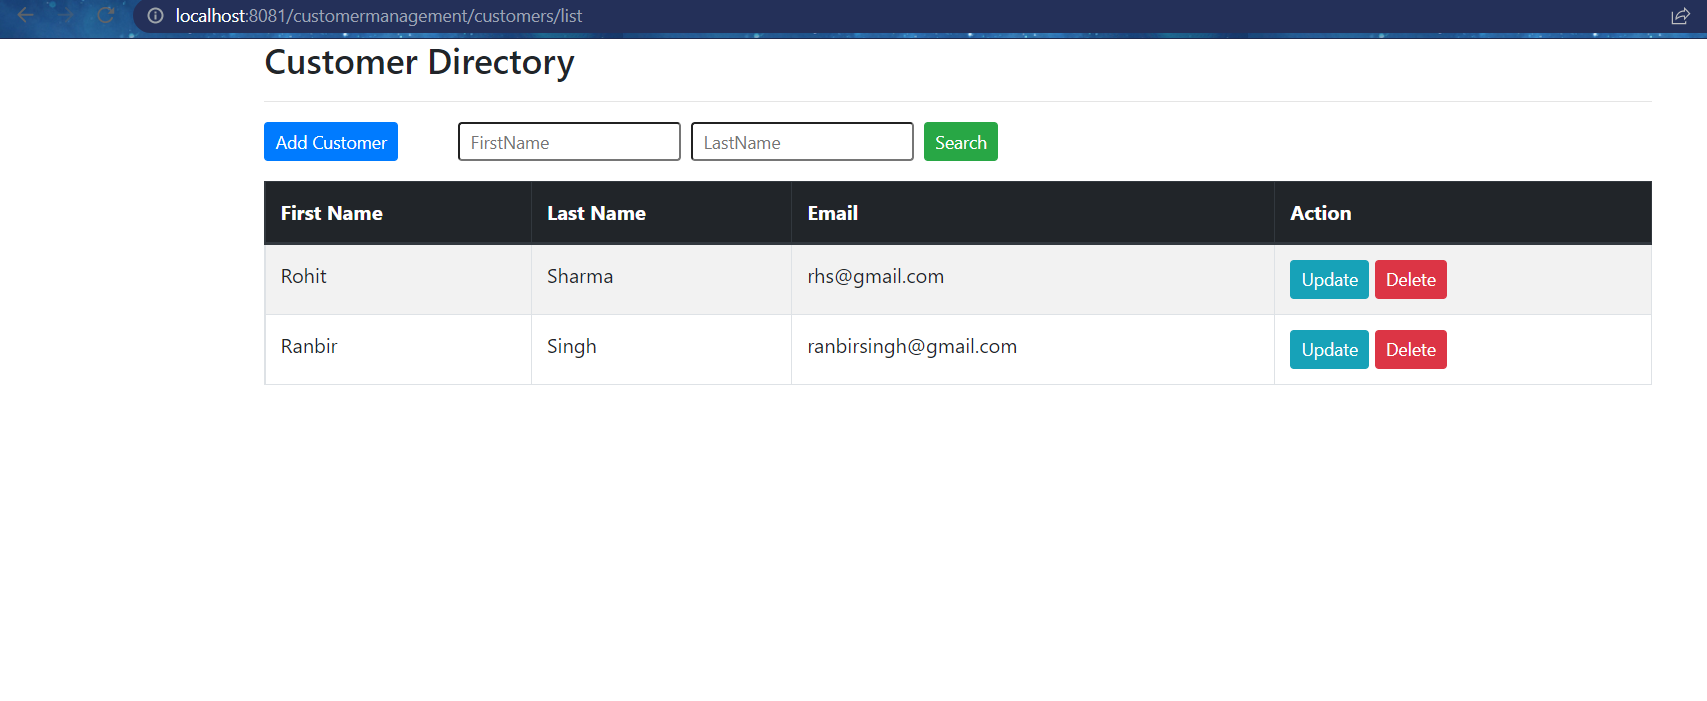 localhost:8081/customermanagement/customers/list
Customer Directory
Add Customer FirstName LastName Search
First Name Last Name Email Action
Rohit Sharma rhs@gmail.com Update Delete
Ranbir Singh ranbirsingh@gmail.com Update Delete